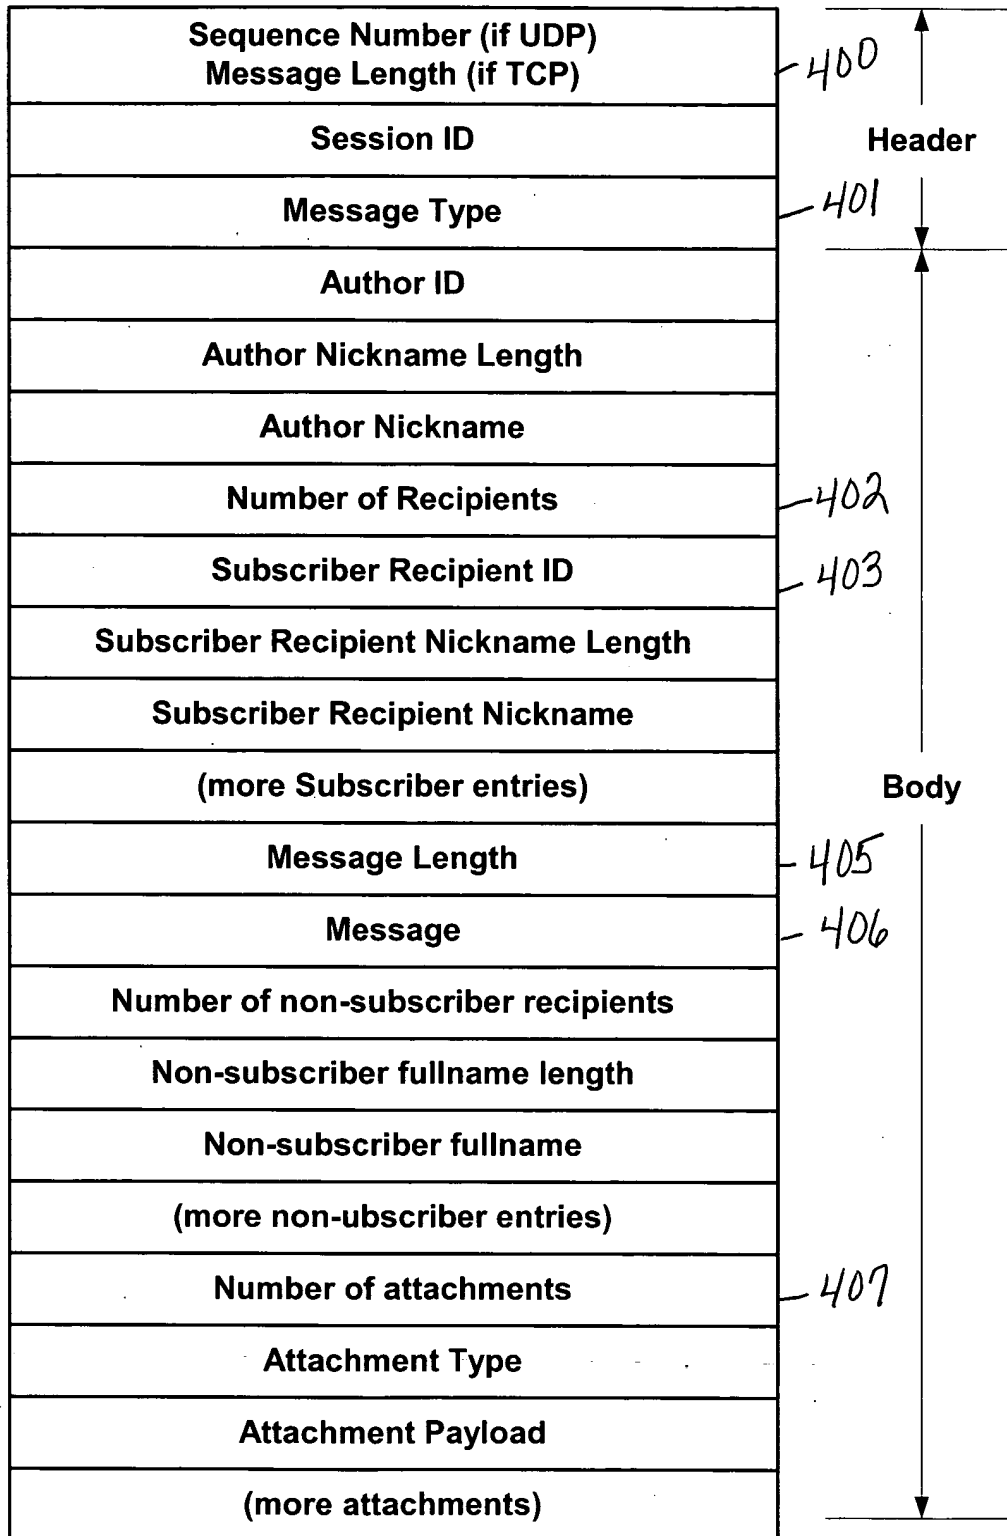 Sequence Number (if UDP)
Message Length (if TCP)
400
Session ID
Header
Message Type
401
Author ID
Author Nickname Length
Author Nickname
Number of Recipients
402
Subscriber Recipient ID
403
Subscriber Recipient Nickname Length
Subscriber Recipient Nickname
(more Subscriber entries)
Body
Message Length
405
Message
406
Number of non-subscriber recipients
Non-subscriber fullname length
Non-subscriber fullname
(more non-ubscriber entries)
Number of attachments
407
Attachment Type
Attachment Payload
(more attachments)